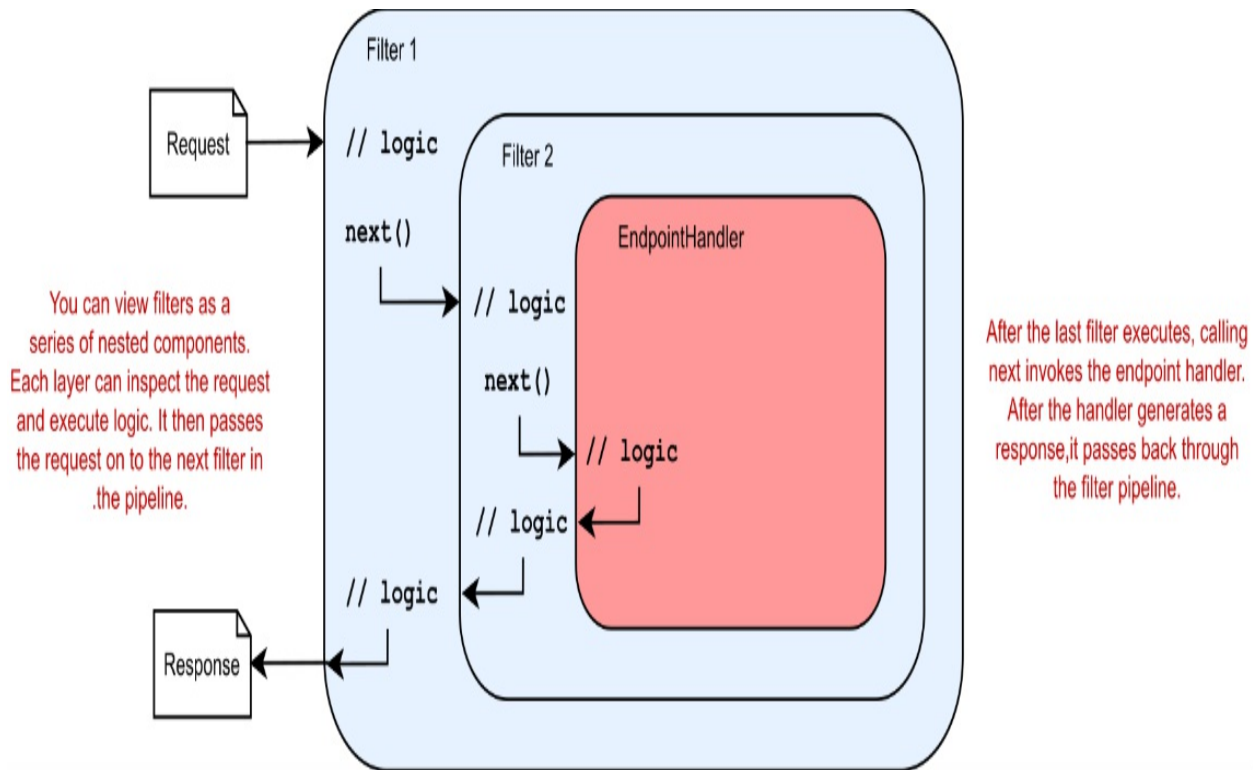 Filter 1
Request
// logic
Filter 2
next()
EndpointHandler
// logic
next()
// logic
// logic
// logic
Response
You can view filters as a
series of nested components.
Each layer can inspect the request
and execute logic. It then passes
the request on to the next filter in
.the pipeline.
After the last filter executes, calling
next invokes the endpoint handler.
After the handler generates a
response,it passes back through
the filter pipeline.